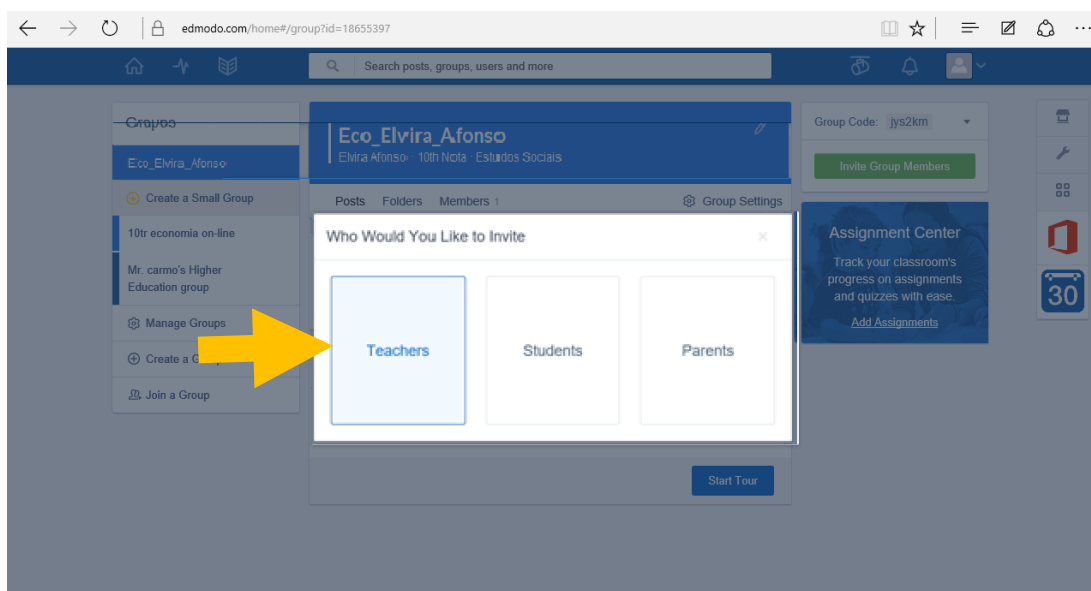 edmodo.com/home#/group?id=18655397
Search posts, groups, users and more
Groups
Eco_Elvira_Afonso
Create a Small Group
10tr economia on-line
Mr. carmo's Higher
Education group
Manage Groups
Create a G
Join a Group
Eco_Elvira_Afonso
Elvira Afonso · 10th Nota · Estudos Sociais
Posts Folders Members 1
Group Settings
Who Would You Like to Invite
×
Teachers
Students
Parents
Start Tour
Group Code: jys2km
Invite Group Members
Assignment Center
Track your classroom's
progress on assignments
and quizzes with ease.
Add Assignments
30